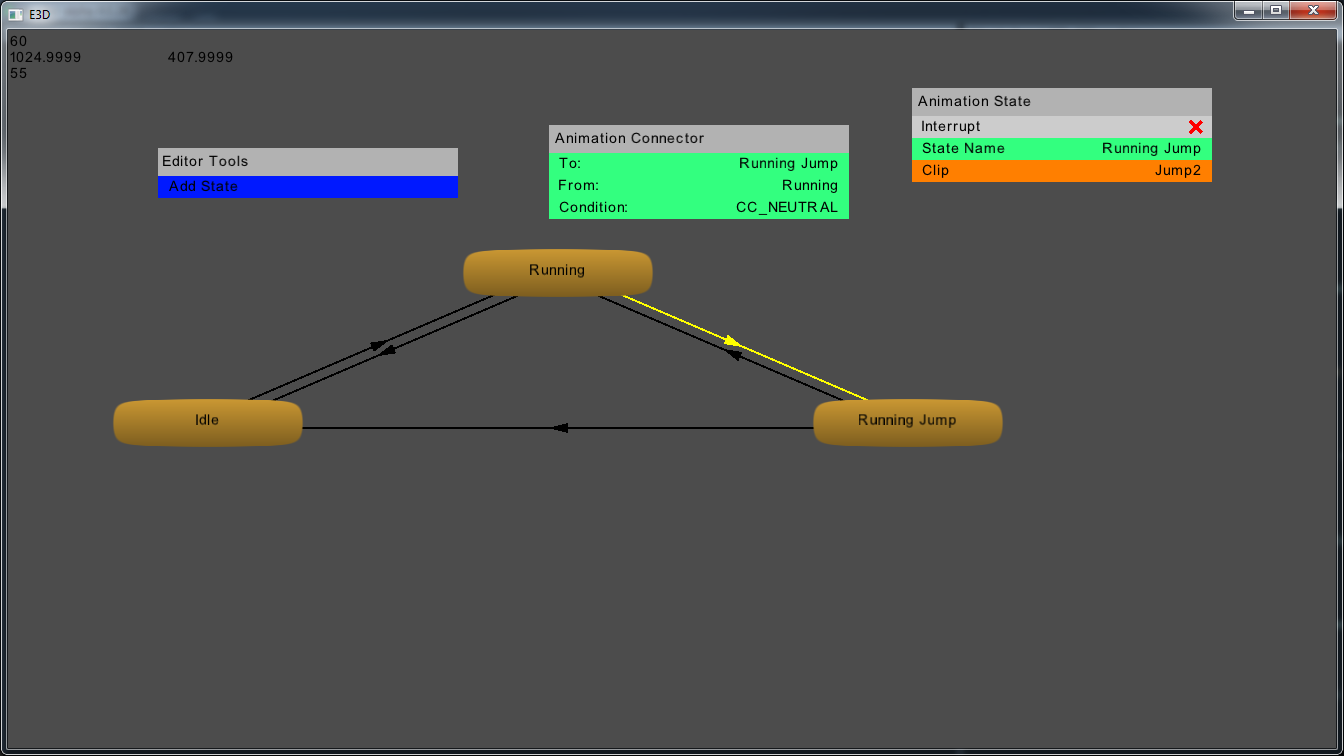 E3D
60
1024.9999 407.9999
55
Animation State
Interrupt
State Name Running Jump
Clip Jump2
Animation Connector
To: Running Jump
From: Running
Condition: CC_NEUTRAL
Editor Tools
Add State
Running
Idle
Running Jump